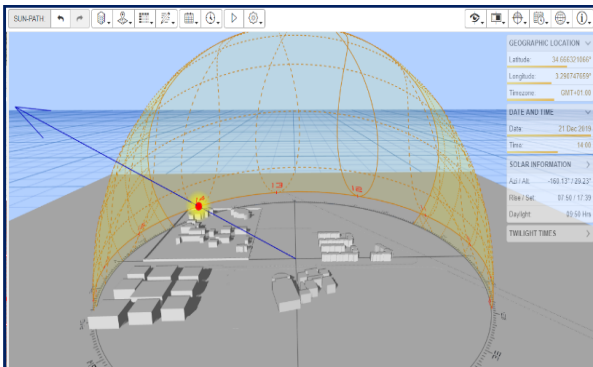 SUN-PATH
GEOGRAPHIC LOCATION
Latitude: 34.666321066°
Longitude: 3.290747659°
Timezone: GMT+01:00
DATE AND TIME
Date: 21 Dec 2019
Time: 14:00
SOLAR INFORMATION
Azi / Alt: -160.13° / 29.23°
Rise / Set: 07:50 / 17:39
Daylight: 09:50 Hrs
TWILIGHT TIMES